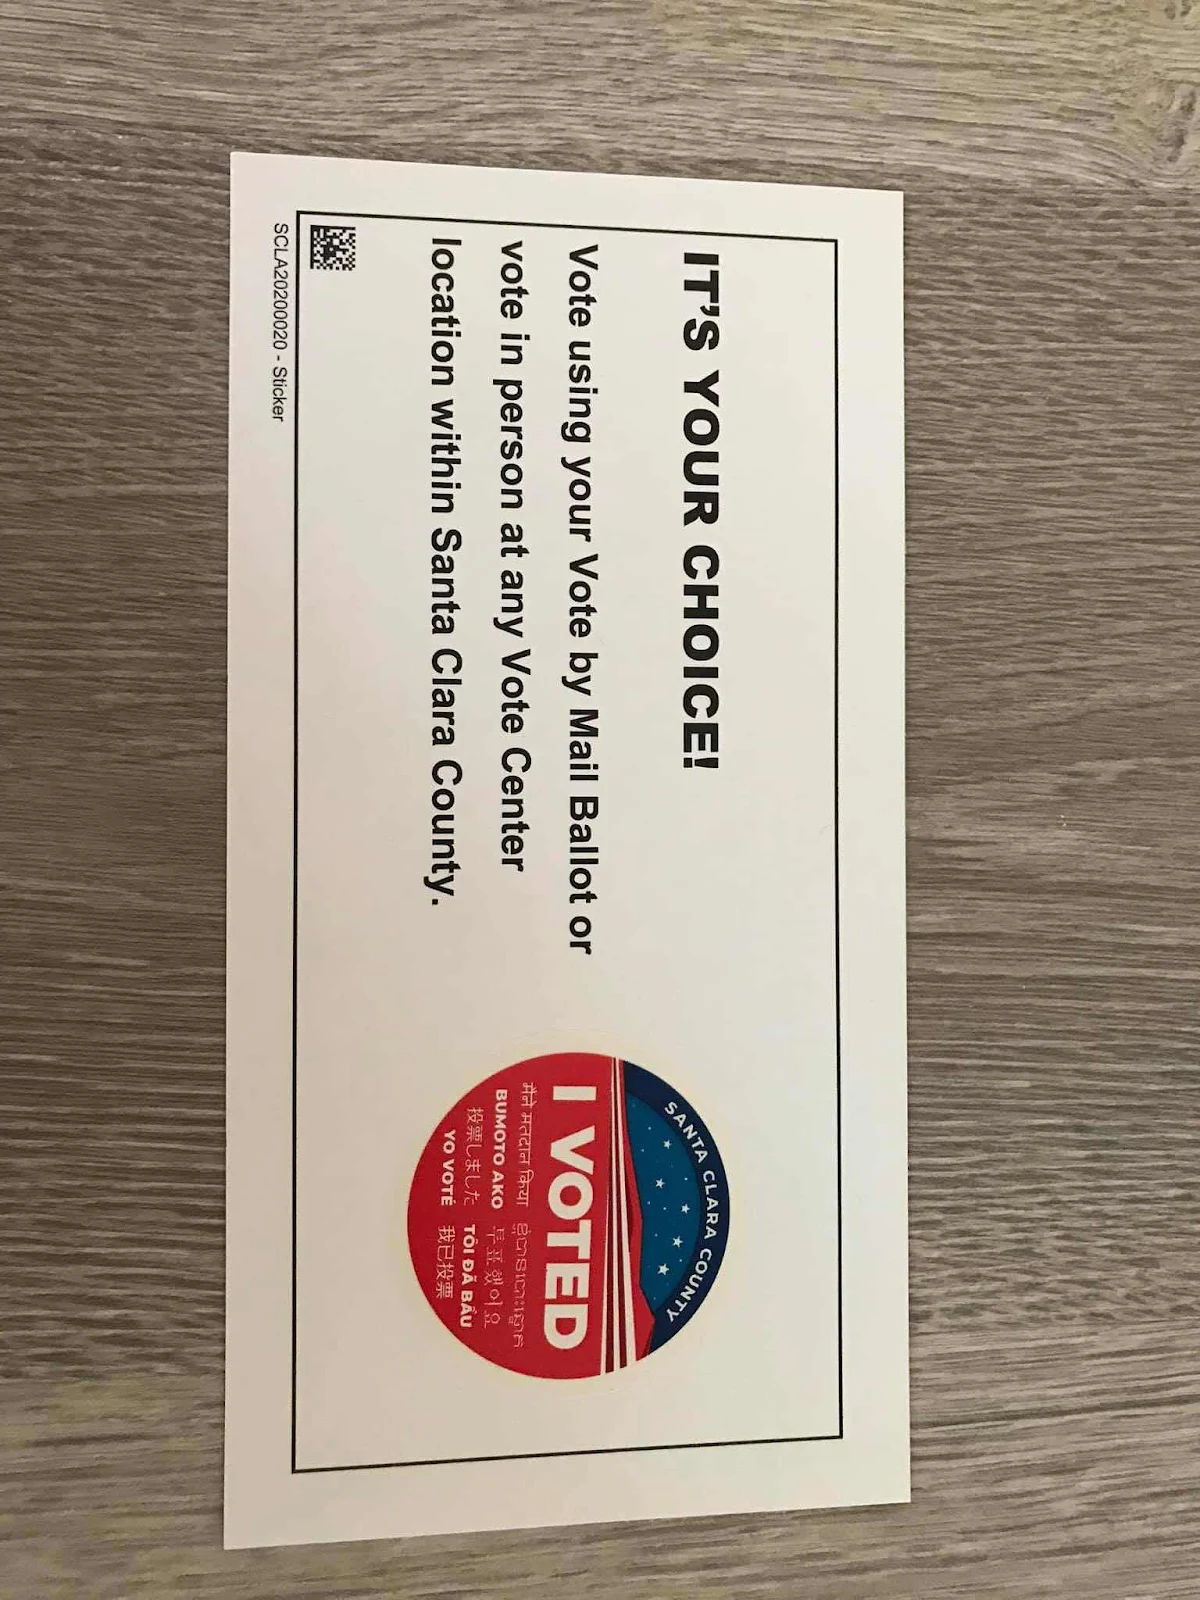 IT'S YOUR CHOICE!
Vote using your Vote by Mail Ballot or
vote in person at any Vote Center
location within Santa Clara County.
SANTA CLARA COUNTY
I VOTED
मैंने मतदान किया
BUMOTO AKO 투표했어요
投票しました TÔI ĐÃ BẦU
YO VOTÉ 我已投票
SCLA20200020 - Sticker